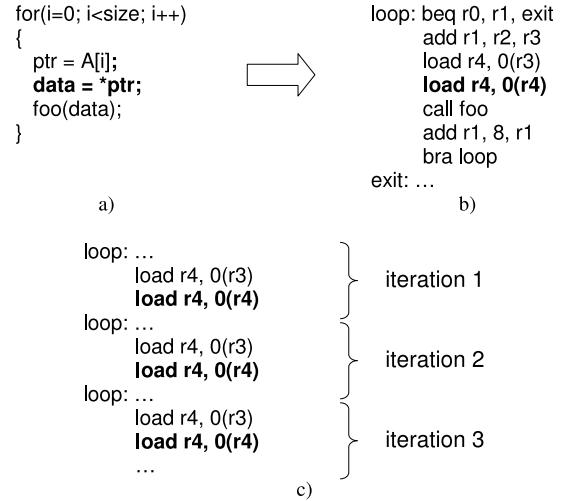 for(i=0; i<size; i++)
{
ptr = A[i];
data = *ptr;
foo(data);
}
a)
loop: beq r0, r1, exit
add r1, r2, r3
load r4, 0(r3)
load r4, 0(r4)
call foo
add r1, 8, r1
bra loop
exit: …
b)
loop: …
load r4, 0(r3)
load r4, 0(r4)
iteration 1
loop: …
load r4, 0(r3)
load r4, 0(r4)
iteration 2
loop: …
load r4, 0(r3)
load r4, 0(r4)
…
iteration 3
c)